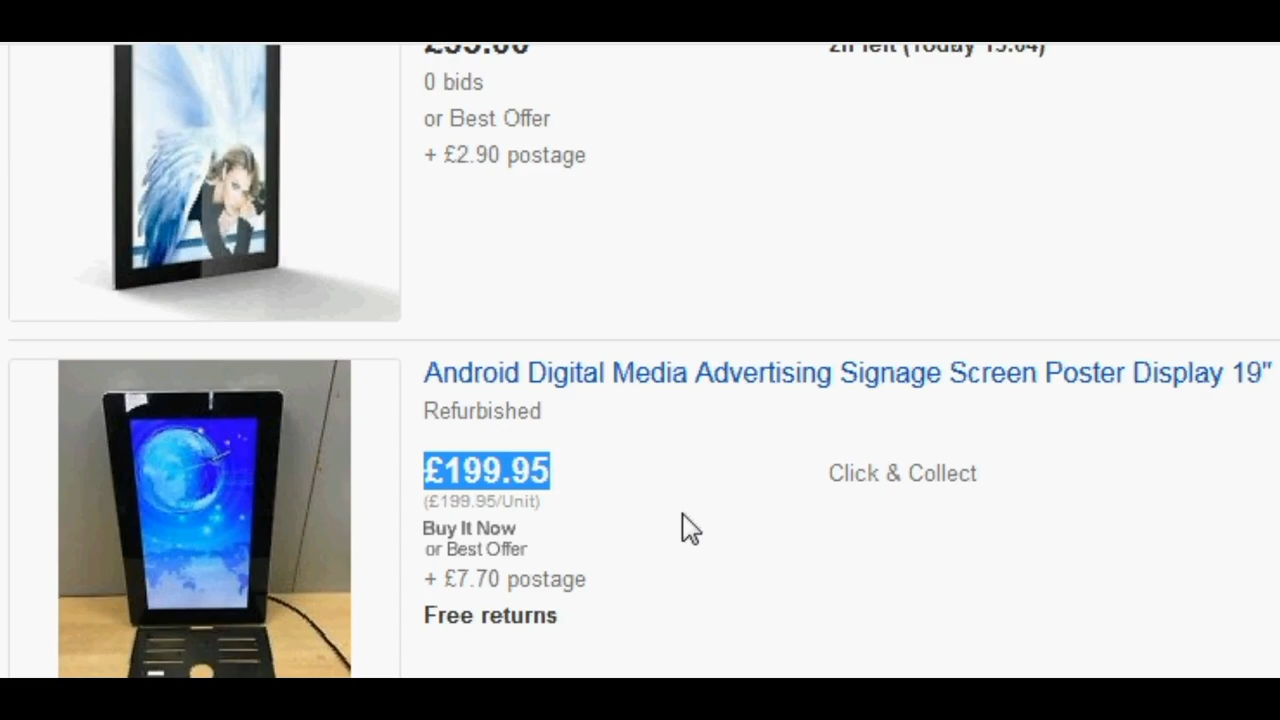 0 bids
or Best Offer
+ £2.90 postage
Android Digital Media Advertising Signage Screen Poster Display 19"
Refurbished
£199.95
Click & Collect
(£199.95/Unit)
Buy It Now
or Best Offer
+ £7.70 postage
Free returns